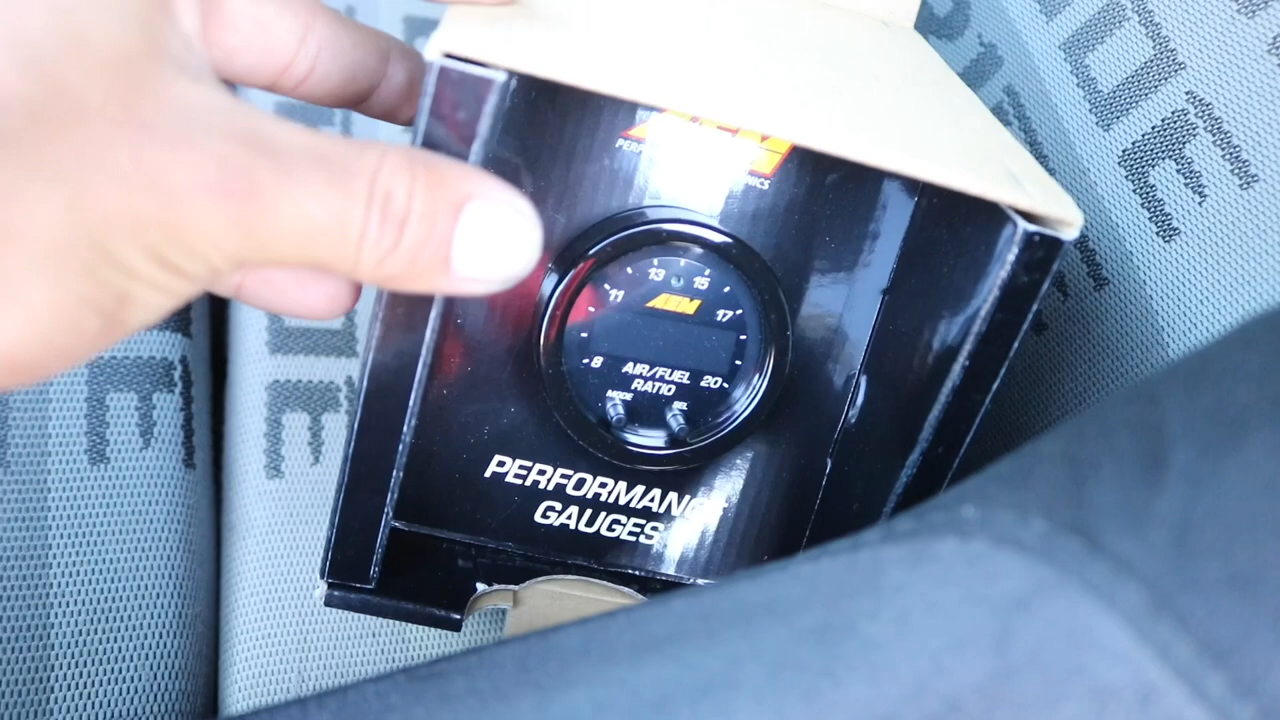 AEM
13 15
11 17
AEM
8 20
AIR/FUEL
RATIO
MODE SEL
PERFORMANCE
GAUGES